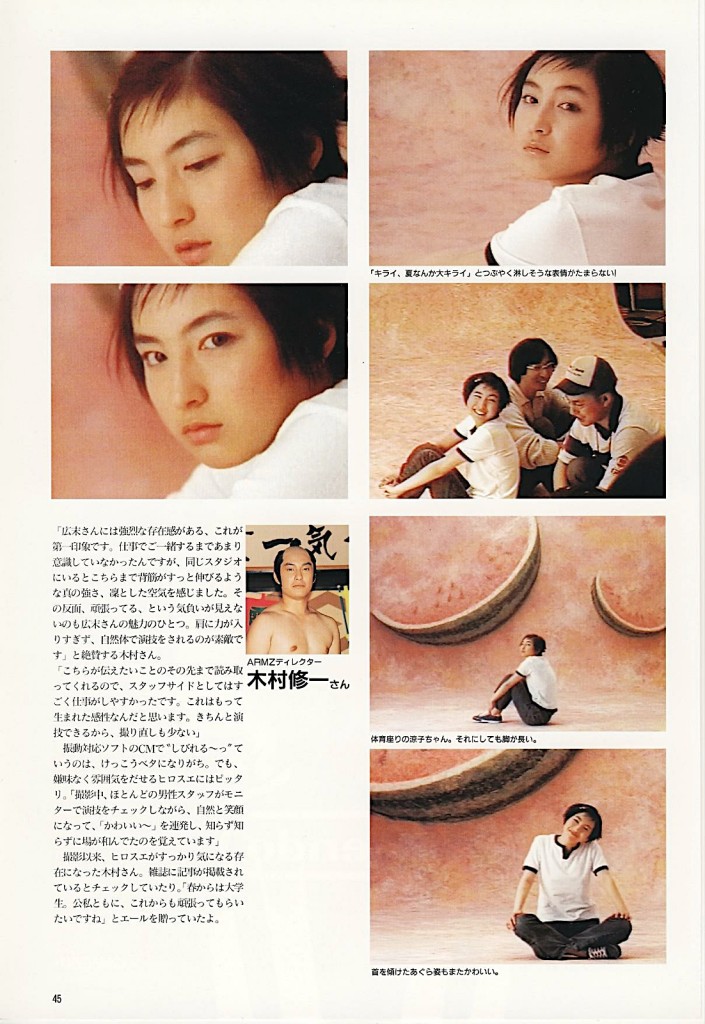 「キライ、夏なんか大キライ」とつぶやく淋しそうな表情がたまらない!
「広末さんには強烈な存在感がある、これが
第一印象です。仕事でご一緒するまであまり
意識していなかったんですが、同じスタジオ
にいるとこちらまで背筋がすっと伸びるよう
な真の強さ、凜とした空気を感じました。そ
の反面、頑張ってる、という気負いが見えな
いのも広末さんの魅力のひとつ。肩に力が入
りすぎず、自然体で演技をされるのが素敵で
す」と絶賛する木村さん。
「こちらが伝えたいことのその先まで読み取
ってくれるので、スタッフサイドとしてはす
ごく仕事がしやすかったです。これはもって
生まれた感性なんだと思います。きちんと演
技できるから、撮り直しも少ない」
　振動対応ソフトのCMで〝しびれる〜っ〟て
いうのは、けっこうベタになりがち。でも、
嫌味なく雰囲気をだせるヒロスエにはピッタ
リ。「撮影中、ほとんどの男性スタッフがモニ
ターで演技をチェックしながら、自然と笑顔
になって、「かわいい〜」を連発し、知らず知
らずに場が和んでたのを覚えています」
　撮影以来、ヒロスエがすっかり気になる存
在になった木村さん。雑誌に記事が掲載され
ているとチェックしていたり。「春からは大学
生。公私ともに、これからも頑張ってもらい
たいですね」とエールを贈っていたよ。
一気
ARMZディレクター
木村修一さん
体育座りの涼子ちゃん。それにしても脚が長い。
首を傾けたあぐら姿もまたかわいい。
45